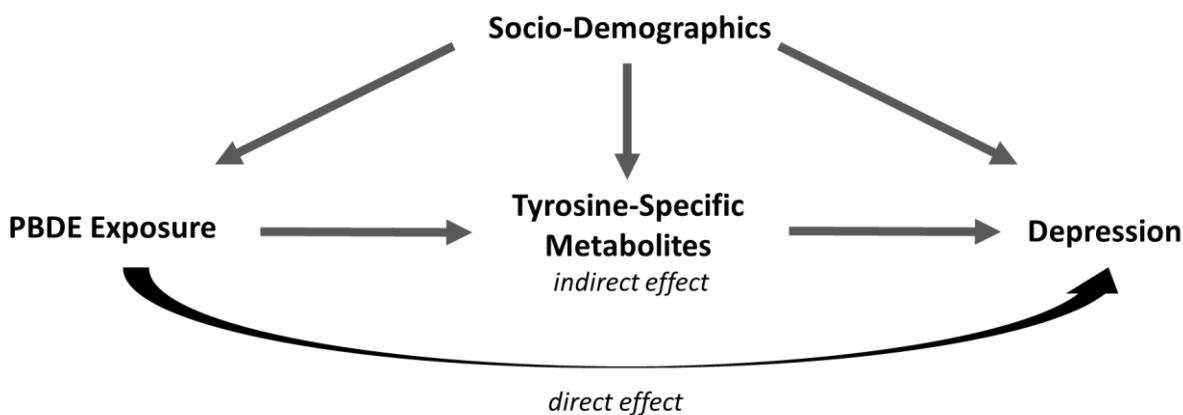 Socio-Demographics
PBDE Exposure
Tyrosine-Specific
Metabolites
indirect effect
Depression
direct effect